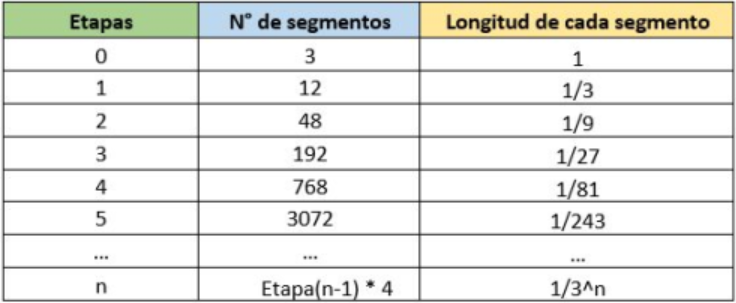 Etapas N° de segmentos Longitud de cada segmento
0 3 1
1 12 1/3
2 48 1/9
3 192 1/27
4 768 1/81
5 3072 1/243
... ... ...
n Etapa(n-1) * 4 1/3^n